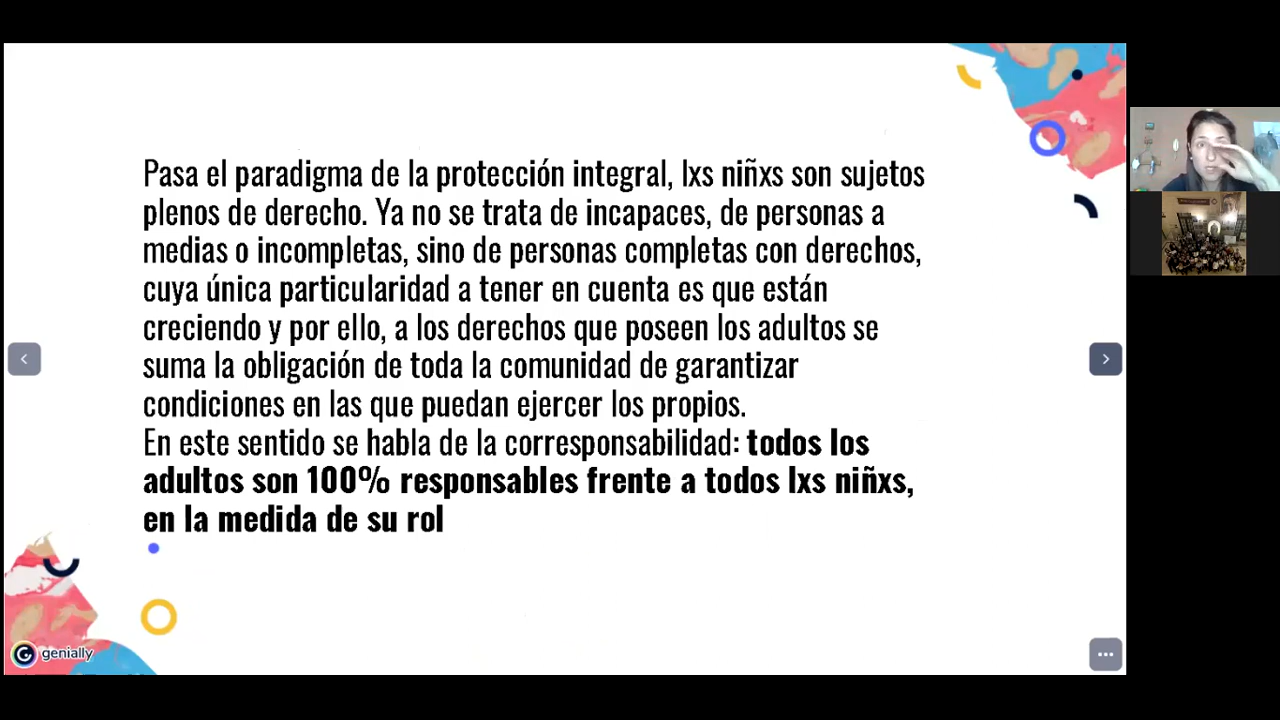 Pasa el paradigma de la protección integral, lxs niñxs son sujetos
plenos de derecho. Ya no se trata de incapaces, de personas a
medias o incompletas, sino de personas completas con derechos,
cuya única particularidad a tener en cuenta es que están
creciendo y por ello, a los derechos que poseen los adultos se
suma la obligación de toda la comunidad de garantizar
condiciones en las que puedan ejercer los propios.
En este sentido se habla de la corresponsabilidad: todos los
adultos son 100% responsables frente a todos lxs niñxs,
en la medida de su rol
genially